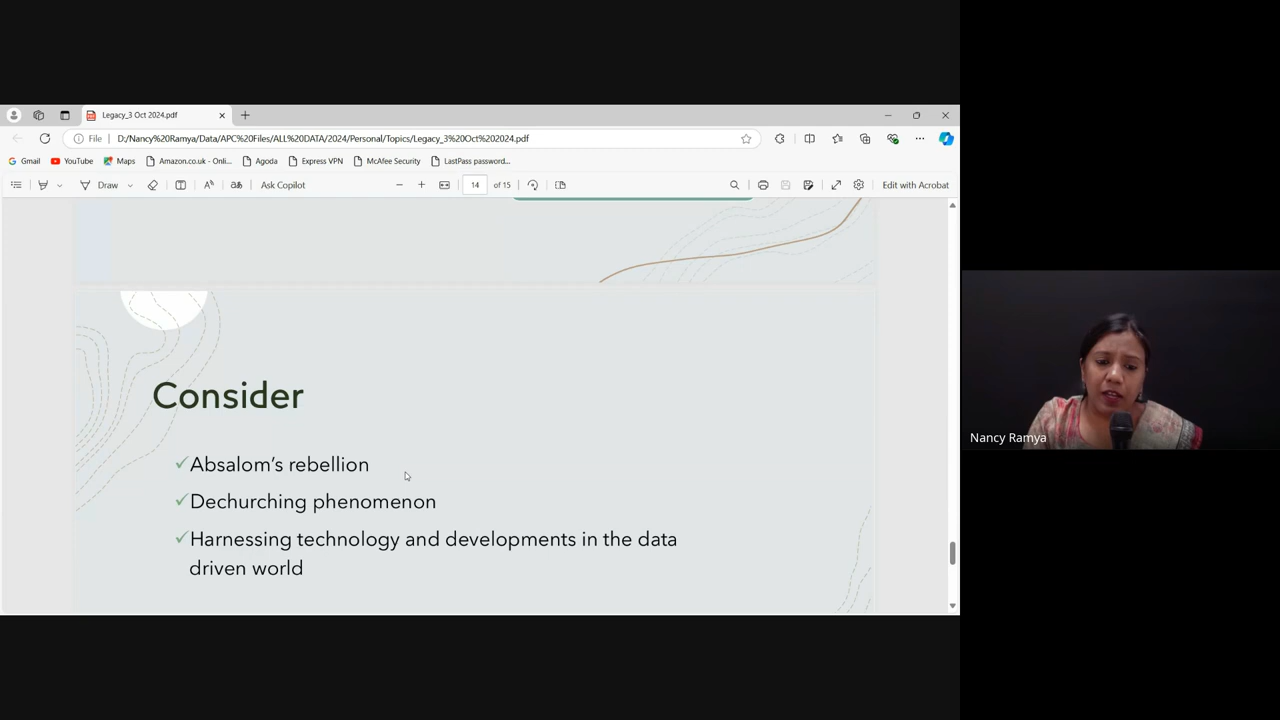 Legacy_3 Oct 2024.pdf
File D:/Nancy%20Ramya/Data/APC%20Files/ALL%20DATA/2024/Personal/Topics/Legacy_3%20Oct%202024.pdf
Gmail YouTube Maps Amazon.co.uk - Onli... Agoda Express VPN McAfee Security LastPass password...
Draw Ask Copilot 14 of 15 Edit with Acrobat
Consider
Absalom's rebellion
Dechurching phenomenon
Harnessing technology and developments in the data
driven world
Nancy Ramya